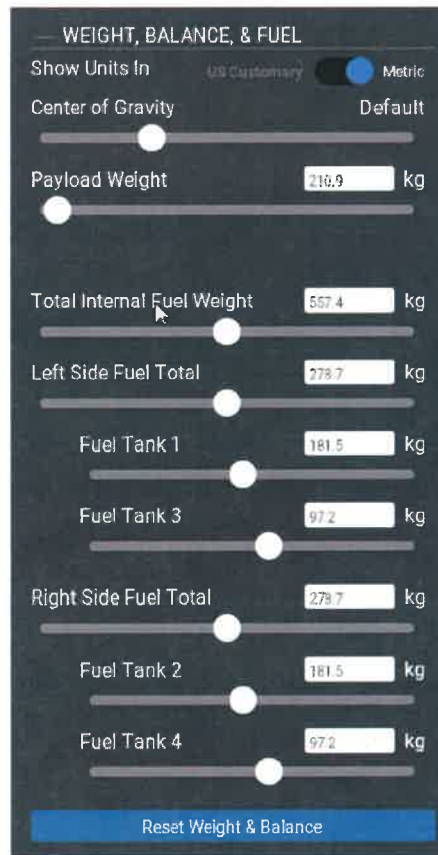 WEIGHT, BALANCE, & FUEL
Show Units In US Customary Metric
Center of Gravity Default
Payload Weight 210.9 kg
Total Internal Fuel Weight 557.4 kg
Left Side Fuel Total 278.7 kg
Fuel Tank 1 181.5 kg
Fuel Tank 3 97.2 kg
Right Side Fuel Total 278.7 kg
Fuel Tank 2 181.5 kg
Fuel Tank 4 97.2 kg
Reset Weight & Balance